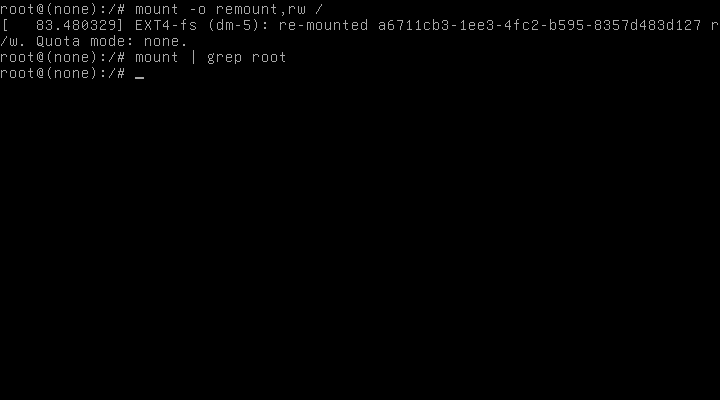 root@(none):/# mount -o remount,rw /
[   83.480329] EXT4-fs (dm-5): re-mounted a6711cb3-1ee3-4fc2-b595-8357d483d127 r
/w. Quota mode: none.
root@(none):/# mount | grep root
root@(none):/# _